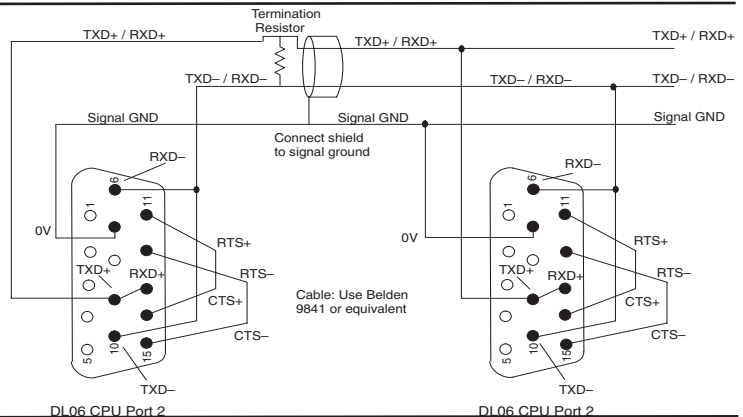 Termination
Resistor
TXD+ / RXD+
TXD+ / RXD+
TXD+ / RXD+
TXD– / RXD–
TXD– / RXD–
TXD– / RXD–
Signal GND
Signal GND
Signal GND
Connect shield
to signal ground
RXD–
6
1
11
0V
RTS+
TXD+
RXD+
RTS–
CTS+
CTS–
5
10
15
TXD–
DL06 CPU Port 2
Cable: Use Belden
9841 or equivalent
RXD–
6
1
11
0V
RTS+
TXD+
RXD+
RTS–
CTS+
CTS–
5
10
15
TXD–
DL06 CPU Port 2